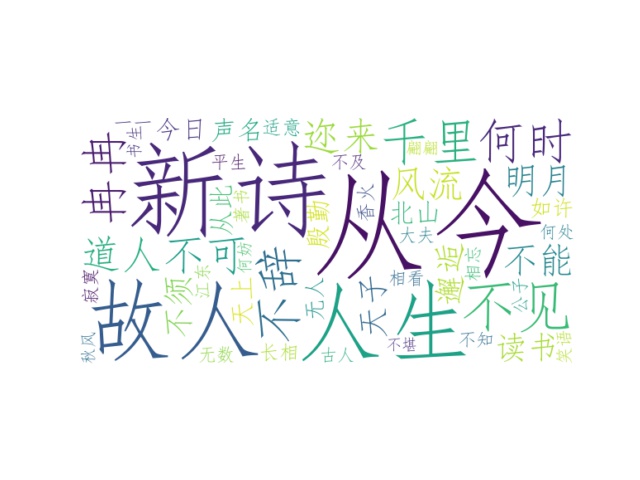 一一 今日 声名 适意 迩来 千里 何时
冉冉 书生 平生 不及 翩翩
新诗 从今
从此 著书 殷勤 香火 风流 北山 明月 如许
道人 不可 大夫 邂逅 不能 何处
寂寞 不须 江东 何妨 天上 不辞 无人 天子 相看 相忘 公子 不见
故人 人生
秋风 无数 长相 古人 不堪 不知 读书 笑语